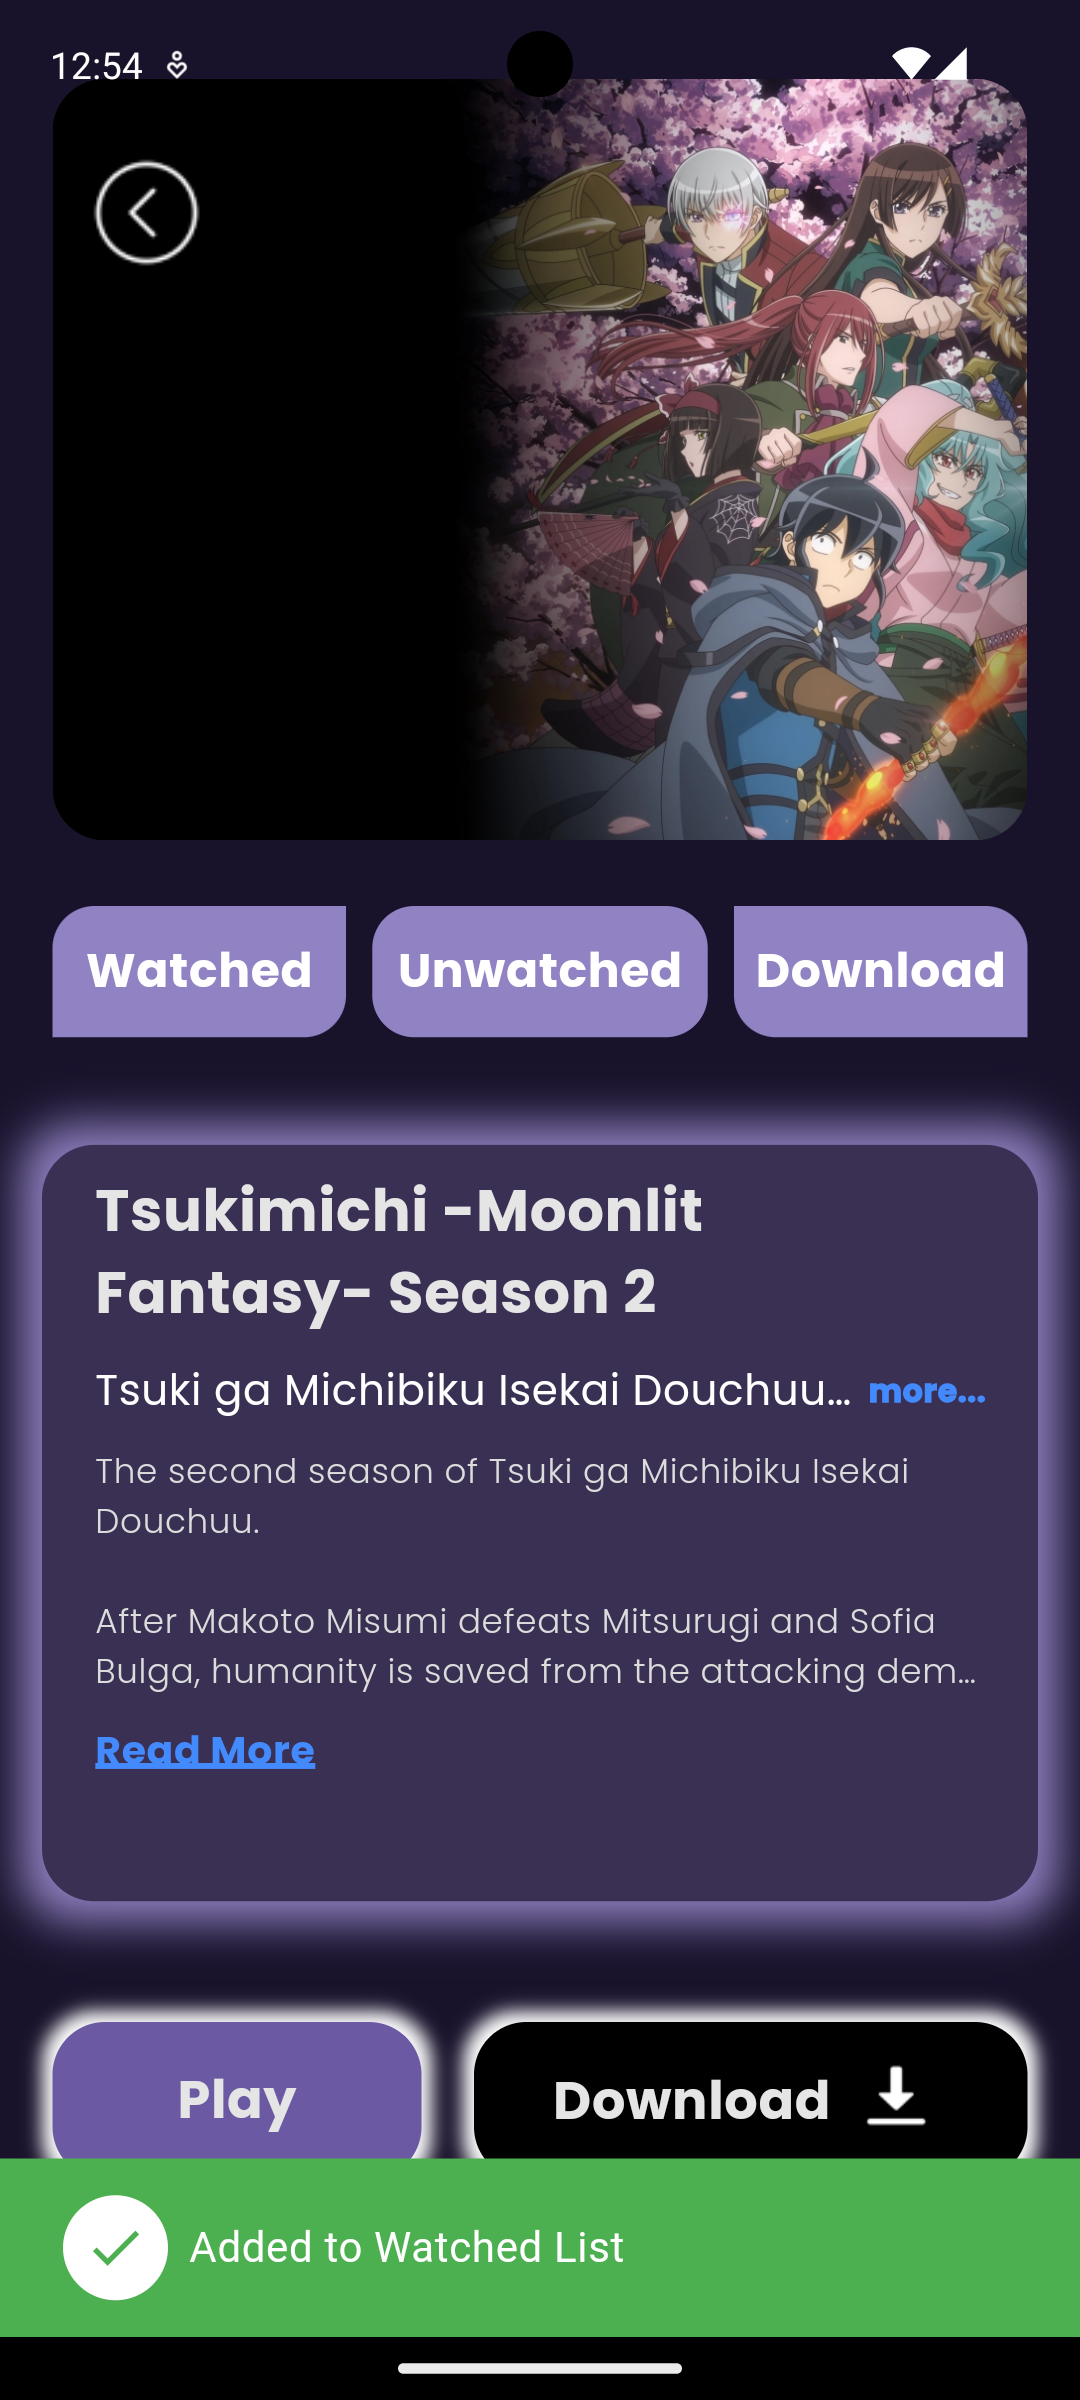 12:54
Watched
Unwatched
Download
Tsukimichi -Moonlit
Fantasy- Season 2
Tsuki ga Michibiku Isekai Douchuu... more...
The second season of Tsuki ga Michibiku Isekai
Douchuu.
After Makoto Misumi defeats Mitsurugi and Sofia
Bulga, humanity is saved from the attacking dem...
Read More
Play
Download
Added to Watched List